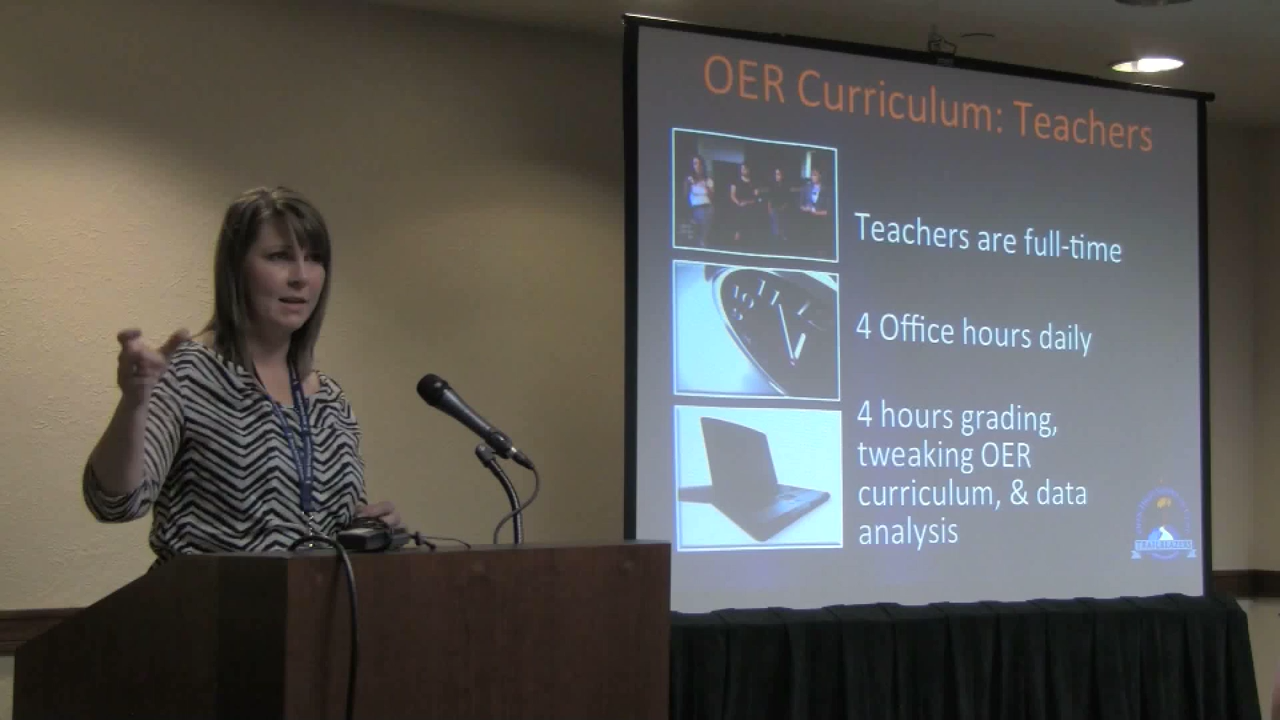 OER Curriculum: Teachers
Teachers are full-time
4 Office hours daily
4 hours grading,
tweaking OER
curriculum, & data
analysis